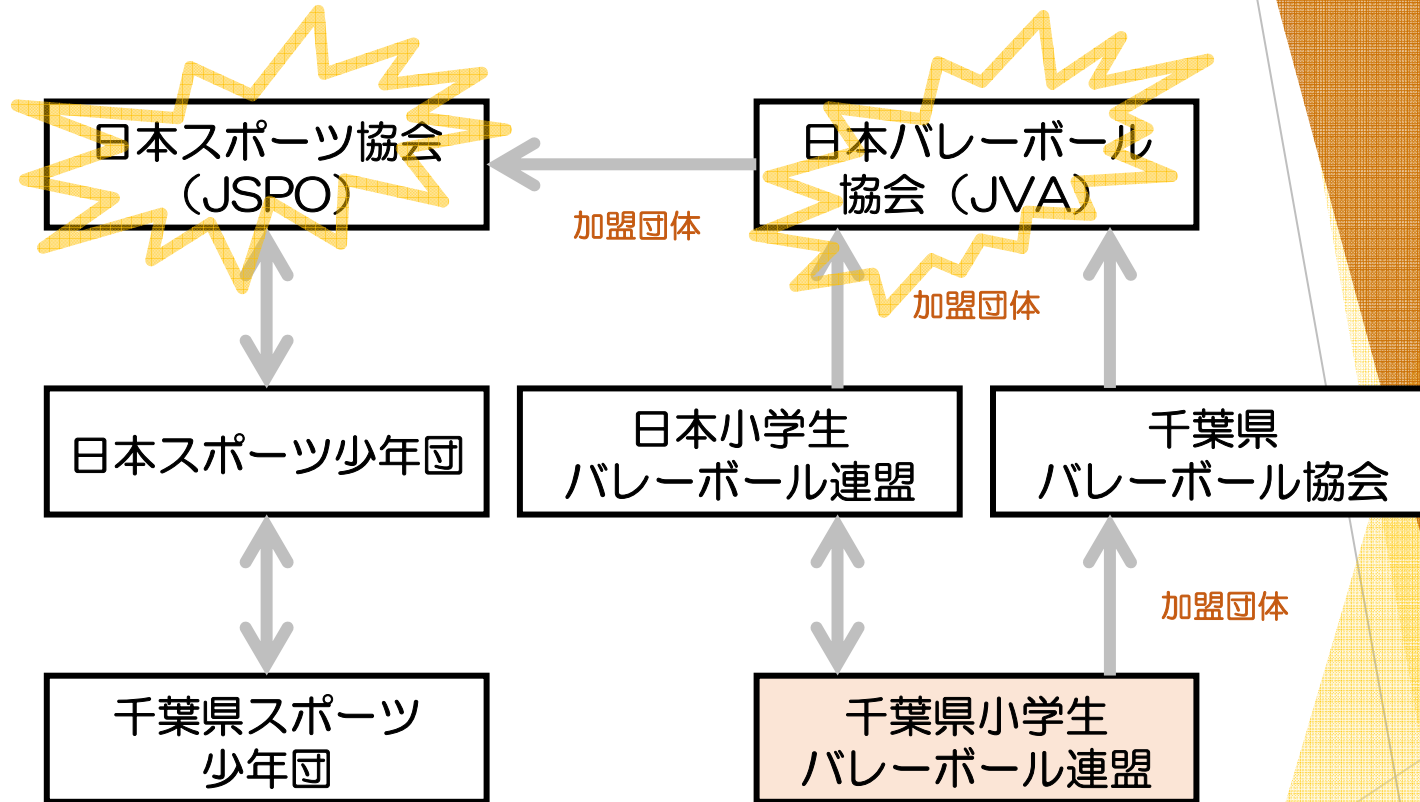 日本スポーツ協会
（JSPO）
日本バレーボール
協会（JVA）
加盟団体
加盟団体
日本スポーツ少年団
日本小学生
バレーボール連盟
千葉県
バレーボール協会
加盟団体
千葉県スポーツ
少年団
千葉県小学生
バレーボール連盟